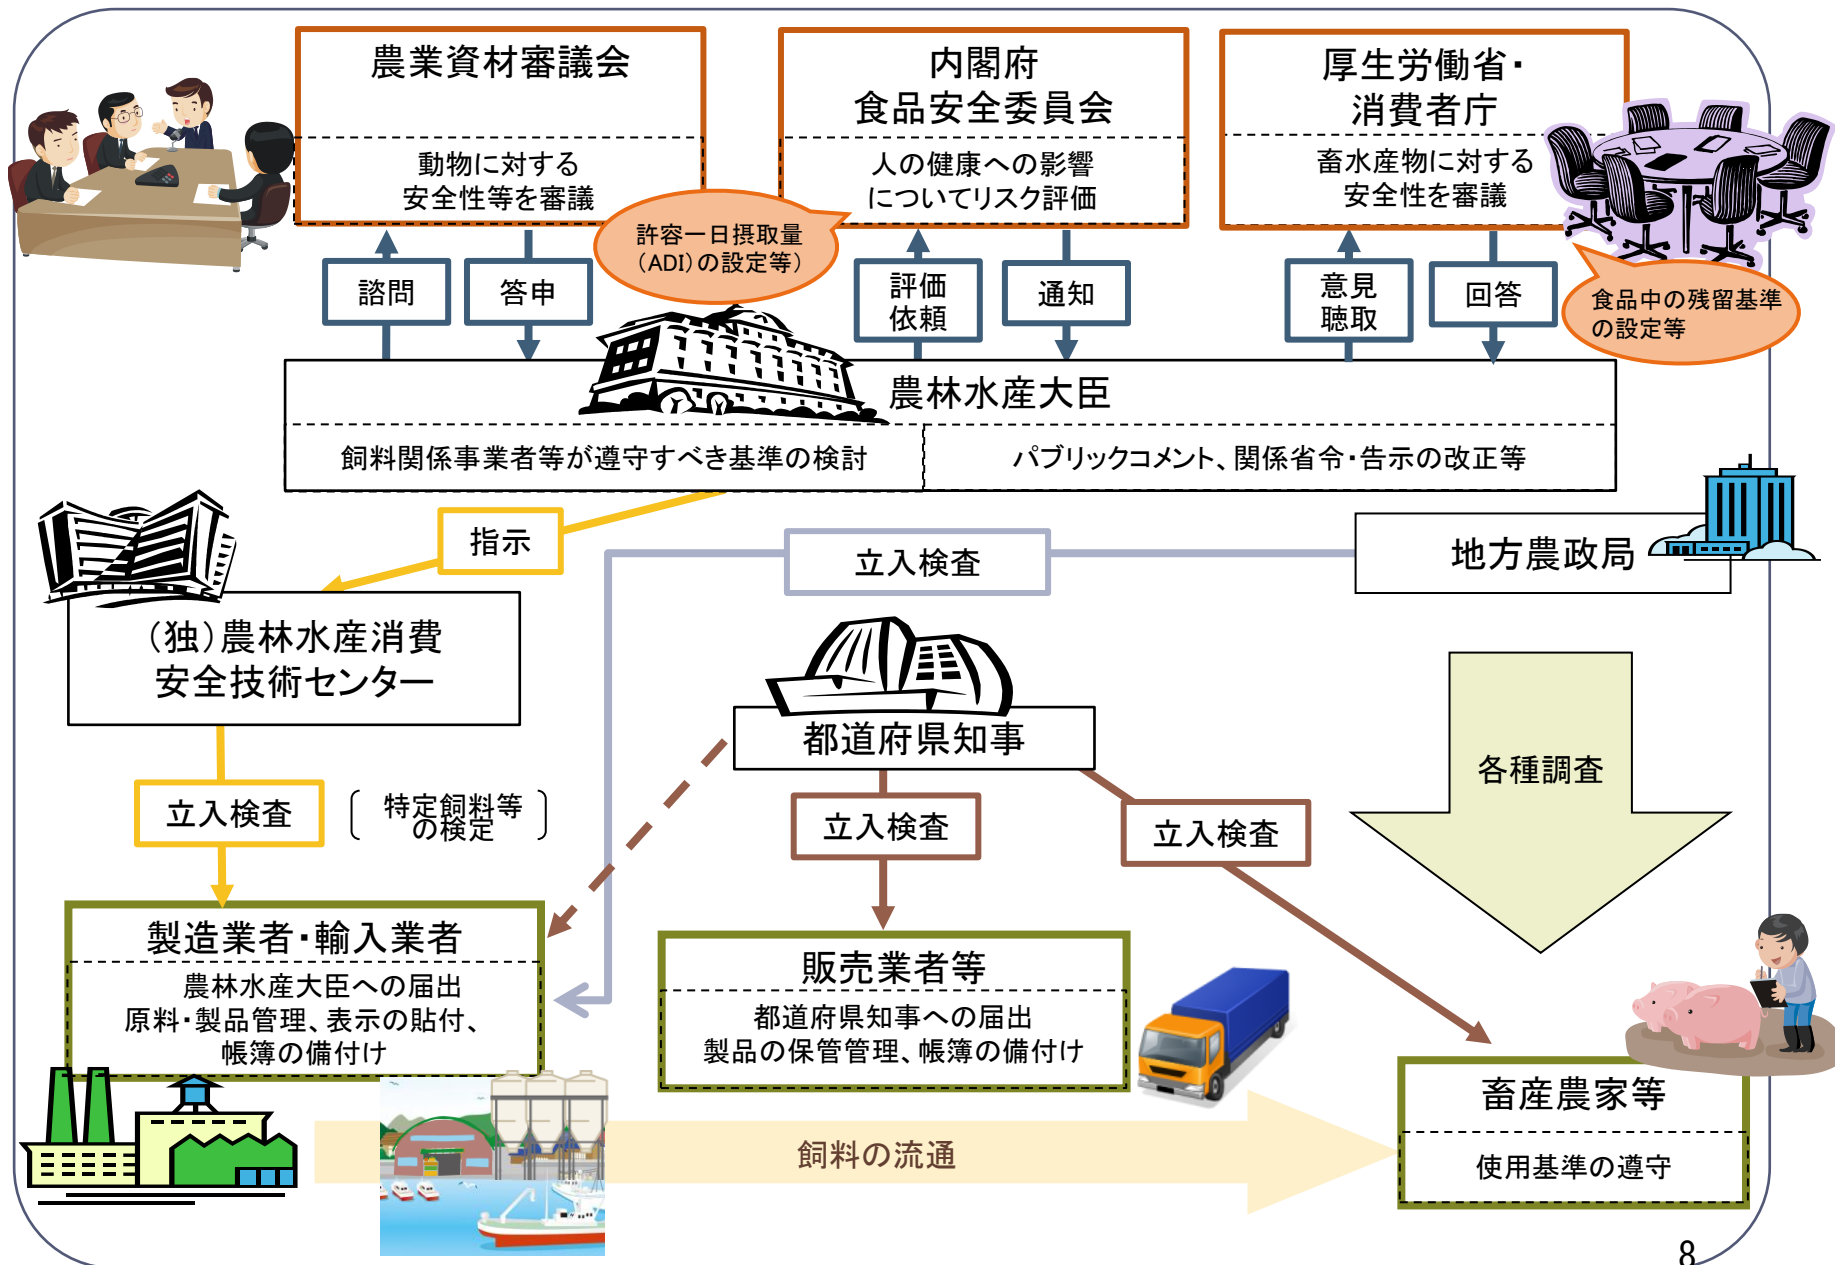 農業資材審議会
動物に対する
安全性等を審議
内閣府
食品安全委員会
人の健康への影響
についてリスク評価
厚生労働省・
消費者庁
畜水産物に対する
安全性を審議
許容一日摂取量
（ADI）の設定等）
食品中の残留基準
の設定等
諮問
答申
評価
依頼
通知
意見
聴取
回答
農林水産大臣
飼料関係事業者等が遵守すべき基準の検討
パブリックコメント、関係省令・告示の改正等
指示
立入検査
地方農政局
（独）農林水産消費
安全技術センター
都道府県知事
各種調査
立入検査
特定飼料等
の検定
立入検査
立入検査
製造業者・輸入業者
農林水産大臣への届出
原料・製品管理、表示の貼付、
帳簿の備付け
販売業者等
都道府県知事への届出
製品の保管管理、帳簿の備付け
畜産農家等
使用基準の遵守
飼料の流通
8